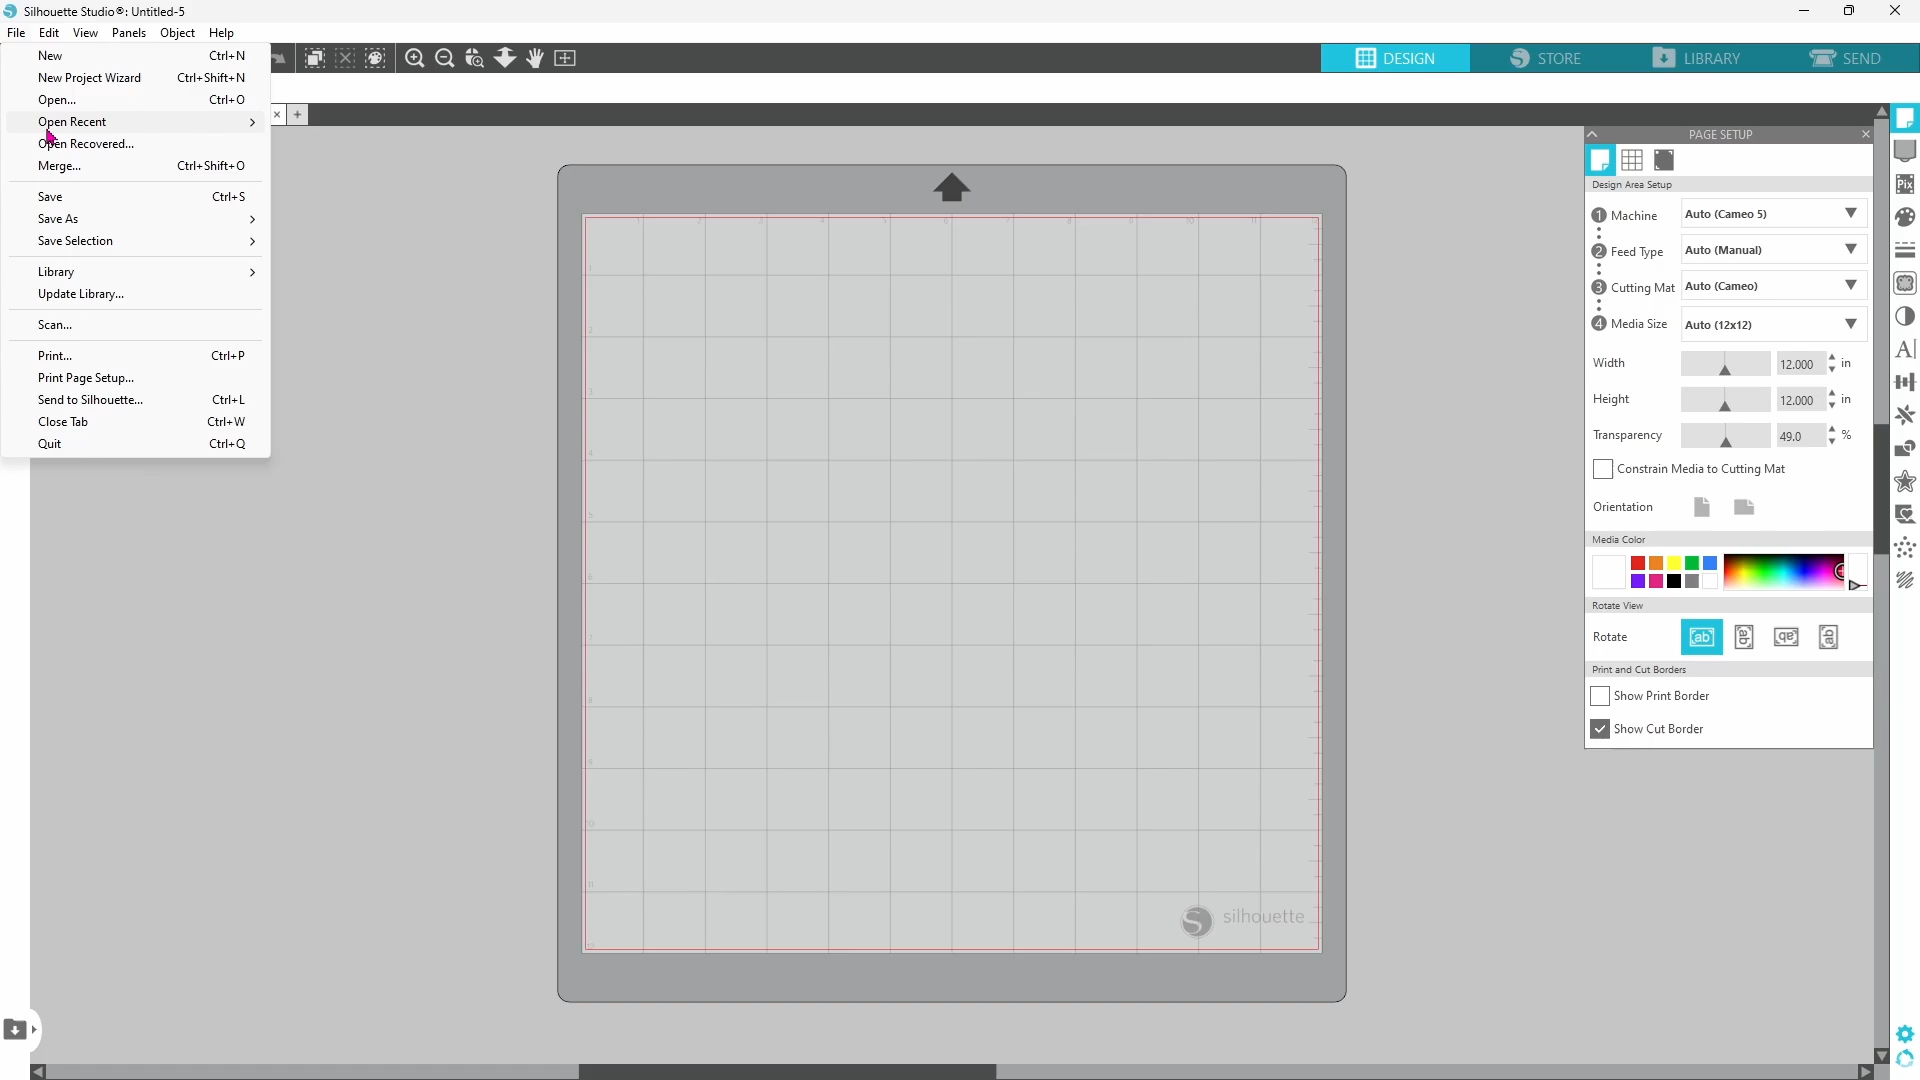 Silhouette Studio®: Untitled-5
File Edit View Panels Object Help
New Ctrl+N
New Project Wizard Ctrl+Shift+N
Open... Ctrl+O
Open Recent
Open Recovered...
Merge... Ctrl+Shift+O
Save Ctrl+S
Save As
Save Selection
Library
Update Library...
Scan...
Print... Ctrl+P
Print Page Setup...
Send to Silhouette... Ctrl+L
Close Tab Ctrl+W
Quit Ctrl+Q
DESIGN STORE LIBRARY SEND
silhouette
PAGE SETUP
Design Area Setup
1 Machine Auto (Cameo 5)
2 Feed Type Auto (Manual)
3 Cutting Mat Auto (Cameo)
4 Media Size Auto (12x12)
Width 12.000 in
Height 12.000 in
Transparency 49.0 %
Constrain Media to Cutting Mat
Orientation
Media Color
Rotate View
Rotate
Print and Cut Borders
Show Print Border
Show Cut Border
Pix